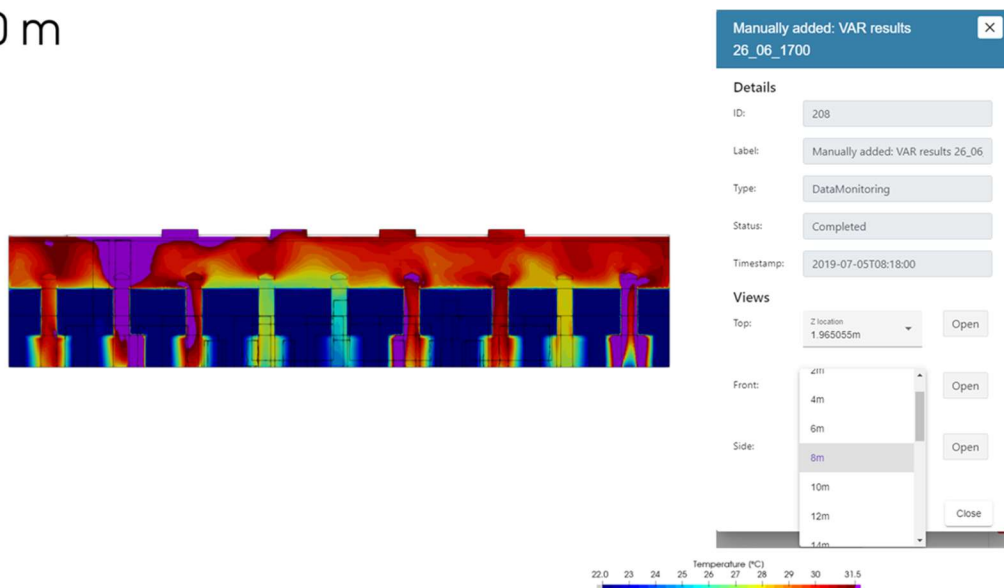 0 m
Manually added: VAR results
26_06_1700
Details
ID:
208
Label:
Manually added: VAR results 26_06
Type:
DataMonitoring
Status:
Completed
Timestamp:
2019-07-05T08:18:00
Views
Top:
Z location
1.965055m
Open
Front:
2m
4m
6m
8m
10m
12m
14m
Open
Side:
Open
Close
Temperature (°C)
22.0 23 24 25 26 27 28 29 30 31.5